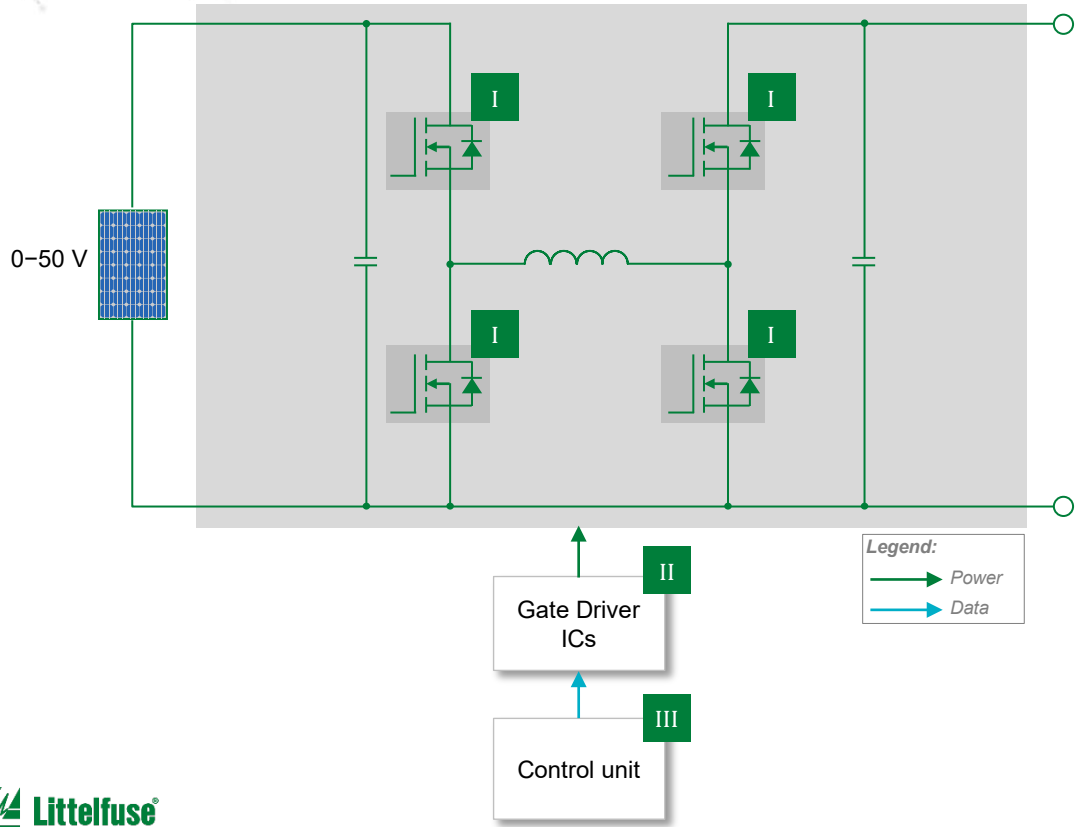 I
I
0−50 V
I
I
Legend:
Power
Data
II
Gate Driver
ICs
III
Control unit
Littelfuse®